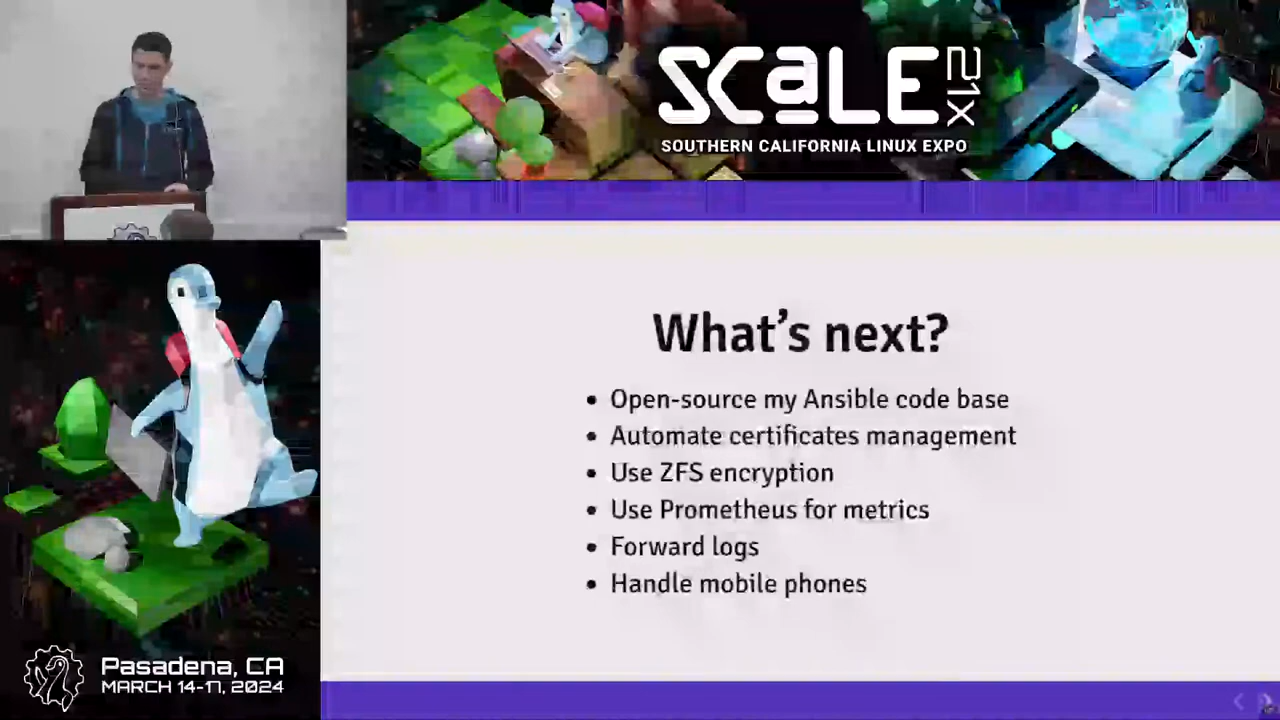 SCaLE 21X
SOUTHERN CALIFORNIA LINUX EXPO
What's next?
• Open-source my Ansible code base
• Automate certificates management
• Use ZFS encryption
• Use Prometheus for metrics
• Forward logs
• Handle mobile phones
Pasadena, CA
MARCH 14-17, 2024